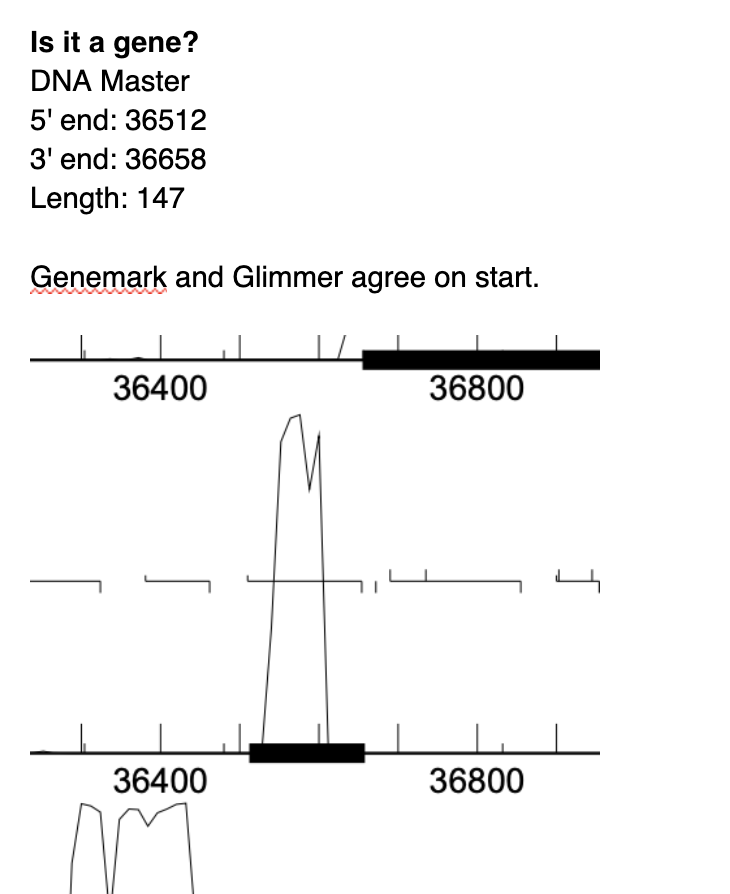 Is it a gene?
DNA Master
5' end: 36512
3' end: 36658
Length: 147
Genemark and Glimmer agree on start.
36400 36800
36400 36800